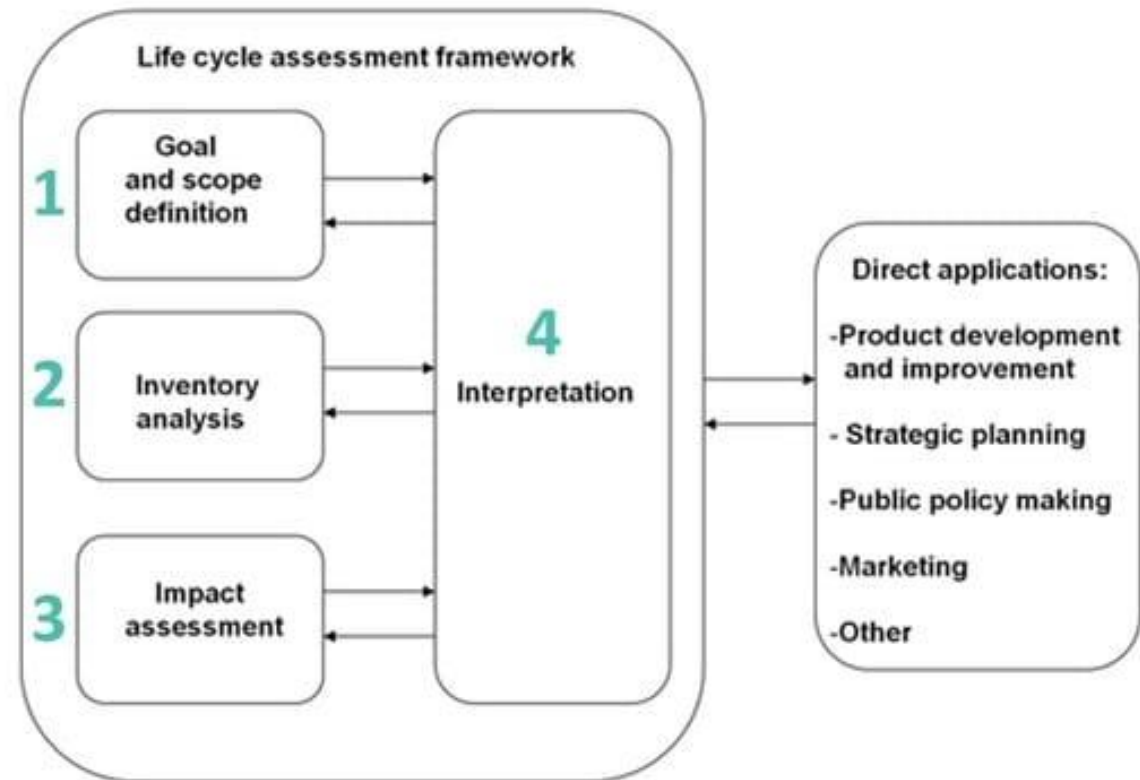 Life cycle assessment framework
1
Goal
and scope
definition
2
Inventory
analysis
3
Impact
assessment
4
Interpretation
Direct applications:
-Product development
and improvement
- Strategic planning
-Public policy making
-Marketing
-Other